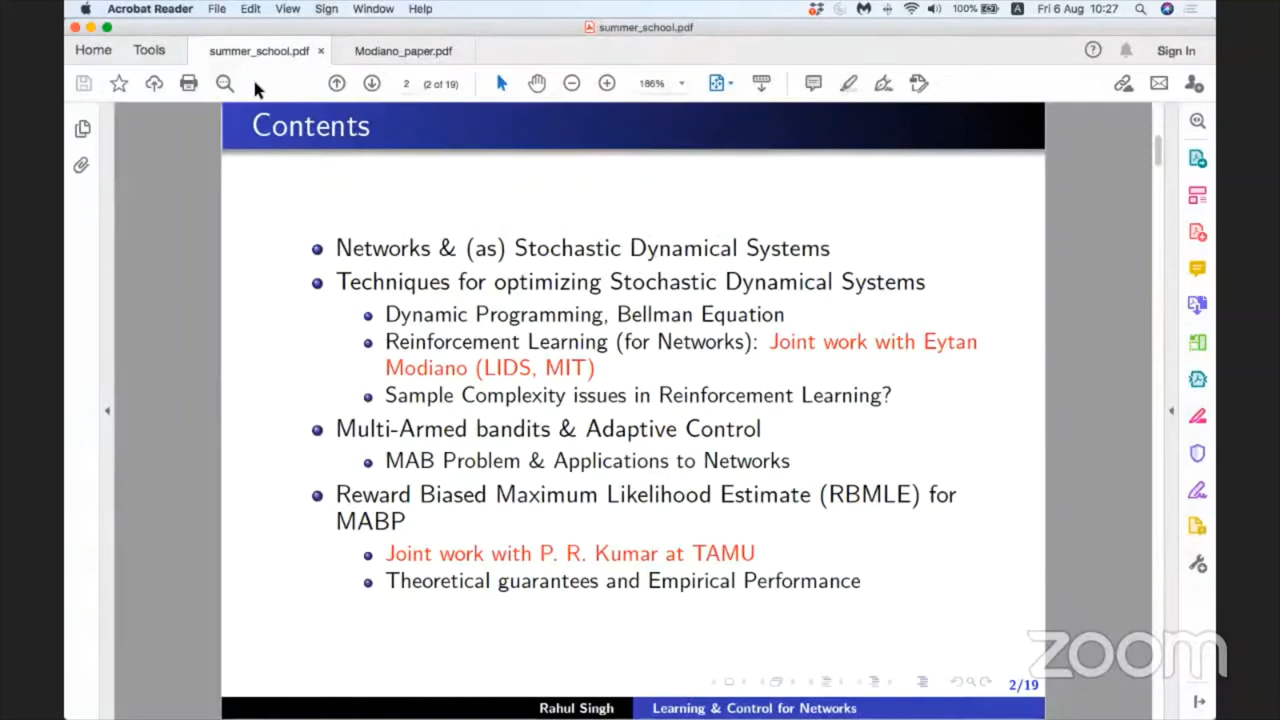 Acrobat Reader File Edit View Sign Window Help 100% A Fri 6 Aug 10:27
summer_school.pdf
Home Tools summer_school.pdf × Modiano_paper.pdf Sign In
2 (2 of 19) 186%
Contents
Networks & (as) Stochastic Dynamical Systems
Techniques for optimizing Stochastic Dynamical Systems
Dynamic Programming, Bellman Equation
Reinforcement Learning (for Networks): Joint work with Eytan
Modiano (LIDS, MIT)
Sample Complexity issues in Reinforcement Learning?
Multi-Armed bandits & Adaptive Control
MAB Problem & Applications to Networks
Reward Biased Maximum Likelihood Estimate (RBMLE) for
MABP
Joint work with P. R. Kumar at TAMU
Theoretical guarantees and Empirical Performance
zoom
2/19
Rahul Singh Learning & Control for Networks